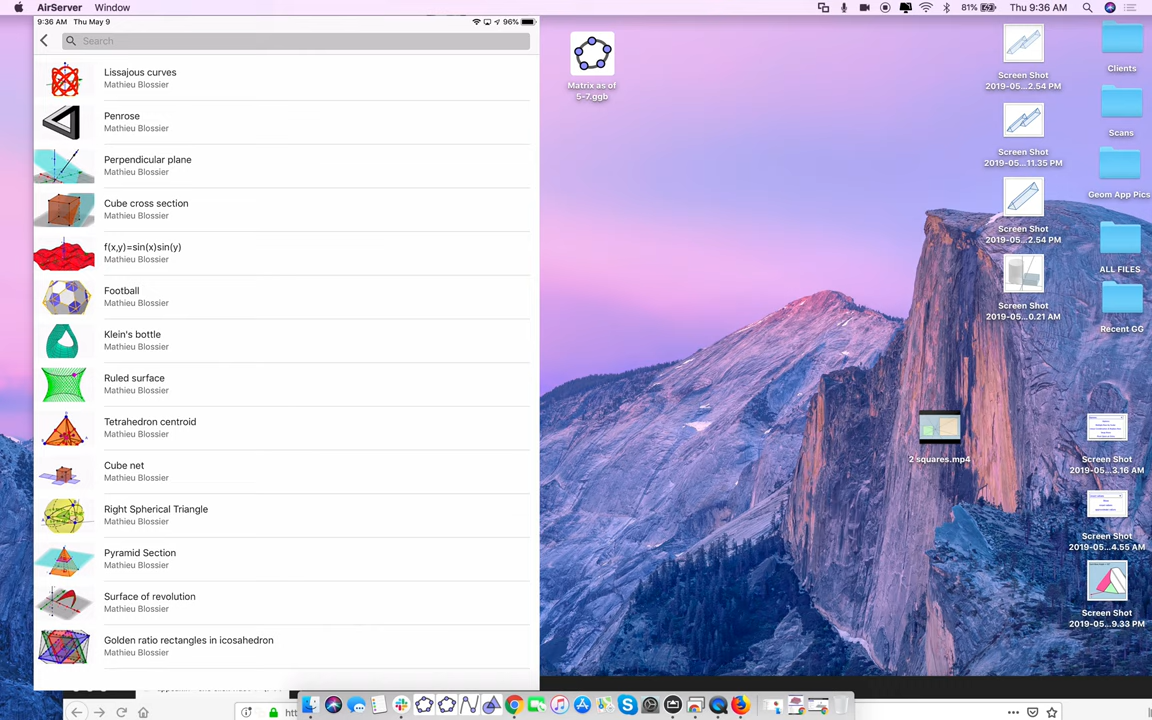 AirServer Window 81% Thu 9:36 AM
9:36 AM Thu May 9 96%
Search
Lissajous curves
Mathieu Blossier
Penrose
Mathieu Blossier
Perpendicular plane
Mathieu Blossier
Cube cross section
Mathieu Blossier
f(x,y)=sin(x)sin(y)
Mathieu Blossier
Football
Mathieu Blossier
Klein's bottle
Mathieu Blossier
Ruled surface
Mathieu Blossier
Tetrahedron centroid
Mathieu Blossier
Cube net
Mathieu Blossier
Right Spherical Triangle
Mathieu Blossier
Pyramid Section
Mathieu Blossier
Surface of revolution
Mathieu Blossier
Golden ratio rectangles in icosahedron
Mathieu Blossier
Matrix as of
5-7.ggb
2 squares.mp4
Screen Shot
2019-05...2.54 PM
Screen Shot
2019-05...11.35 PM
Screen Shot
2019-05...2.54 PM
Screen Shot
2019-05...0.21 AM
Clients
Scans
Geom App Pics
ALL FILES
Recent GG
Screen Shot
2019-05...3.16 AM
Screen Shot
2019-05...4.55 AM
Screen Shot
2019-05...9.33 PM